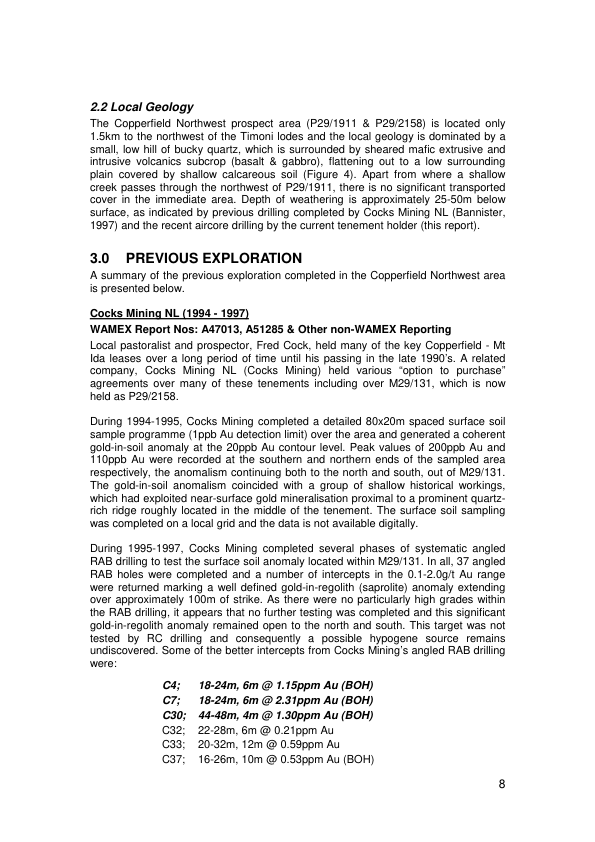 2.2 Local Geology
The Copperfield Northwest prospect area (P29/1911 & P29/2158) is located only
1.5km to the northwest of the Timoni lodes and the local geology is dominated by a
small, low hill of bucky quartz, which is surrounded by sheared mafic extrusive and
intrusive volcanics subcrop (basalt & gabbro), flattening out to a low surrounding
plain covered by shallow calcareous soil (Figure 4). Apart from where a shallow
creek passes through the northwest of P29/1911, there is no significant transported
cover in the immediate area. Depth of weathering is approximately 25-50m below
surface, as indicated by previous drilling completed by Cocks Mining NL (Bannister,
1997) and the recent aircore drilling by the current tenement holder (this report).
3.0 PREVIOUS EXPLORATION
A summary of the previous exploration completed in the Copperfield Northwest area
is presented below.
Cocks Mining NL (1994 - 1997)
WAMEX Report Nos: A47013, A51285 & Other non-WAMEX Reporting
Local pastoralist and prospector, Fred Cock, held many of the key Copperfield - Mt
Ida leases over a long period of time until his passing in the late 1990's. A related
company, Cocks Mining NL (Cocks Mining) held various "option to purchase"
agreements over many of these tenements including over M29/131, which is now
held as P29/2158.
During 1994-1995, Cocks Mining completed a detailed 80x20m spaced surface soil
sample programme (1ppb Au detection limit) over the area and generated a coherent
gold-in-soil anomaly at the 20ppb Au contour level. Peak values of 200ppb Au and
110ppb Au were recorded at the southern and northern ends of the sampled area
respectively, the anomalism continuing both to the north and south, out of M29/131.
The gold-in-soil anomalism coincided with a group of shallow historical workings,
which had exploited near-surface gold mineralisation proximal to a prominent quartz-
rich ridge roughly located in the middle of the tenement. The surface soil sampling
was completed on a local grid and the data is not available digitally.
During 1995-1997, Cocks Mining completed several phases of systematic angled
RAB drilling to test the surface soil anomaly located within M29/131. In all, 37 angled
RAB holes were completed and a number of intercepts in the 0.1-2.0g/t Au range
were returned marking a well defined gold-in-regolith (saprolite) anomaly extending
over approximately 100m of strike. As there were no particularly high grades within
the RAB drilling, it appears that no further testing was completed and this significant
gold-in-regolith anomaly remained open to the north and south. This target was not
tested by RC drilling and consequently a possible hypogene source remains
undiscovered. Some of the better intercepts from Cocks Mining's angled RAB drilling
were:
C4; 18-24m, 6m @ 1.15ppm Au (BOH)
C7; 18-24m, 6m @ 2.31ppm Au (BOH)
C30; 44-48m, 4m @ 1.30ppm Au (BOH)
C32; 22-28m, 6m @ 0.21ppm Au
C33; 20-32m, 12m @ 0.59ppm Au
C37; 16-26m, 10m @ 0.53ppm Au (BOH)
8